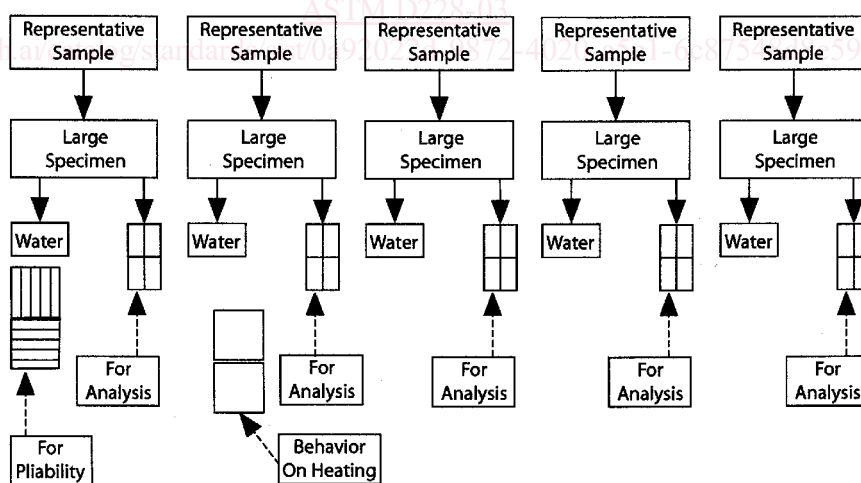 ASTM D228-03
Representative Sample
Representative Sample
Representative Sample
Representative Sample
Representative Sample
Large Specimen
Large Specimen
Large Specimen
Large Specimen
Large Specimen
Water
Water
Water
Water
Water
For Analysis
For Analysis
For Analysis
For Analysis
For Analysis
For Pliability
Behavior On Heating